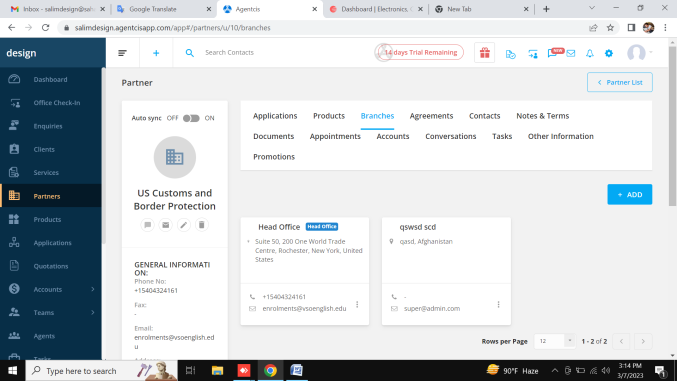 Inbox - salimdesign@sah
Google Translate
Agentcis
Dashboard | Electronics, C
New Tab
salimdesign.agentcisapp.com/app#/partners/u/10/branches
design
Search Contacts
14 days Trial Remaining
NEW
Dashboard
Office Check-In
Enquiries
Clients
Services
Partners
Products
Applications
Quotations
Accounts
Teams
Agents
Tasks
Partner
Partner List
Auto sync OFF ON
US Customs and
Border Protection
GENERAL INFORMATI
ON:
Phone No:
+15404324161
Fax:
-
Email:
enrolments@vsoenglish.ed
u
Applications Products Branches Agreements Contacts Notes & Terms
Documents Appointments Accounts Conversations Tasks Other Information
Promotions
+ ADD
Head Office Head Office
Suite 50, 200 One World Trade
Centre, Rochester, New York, United
States
+15404324161
enrolments@vsoenglish.edu
qswsd scd
qasd, Afghanistan
-
super@admin.com
Rows per Page 12 1 - 2 of 2
Type here to search
90°F Haze
3:14 PM
3/7/2023